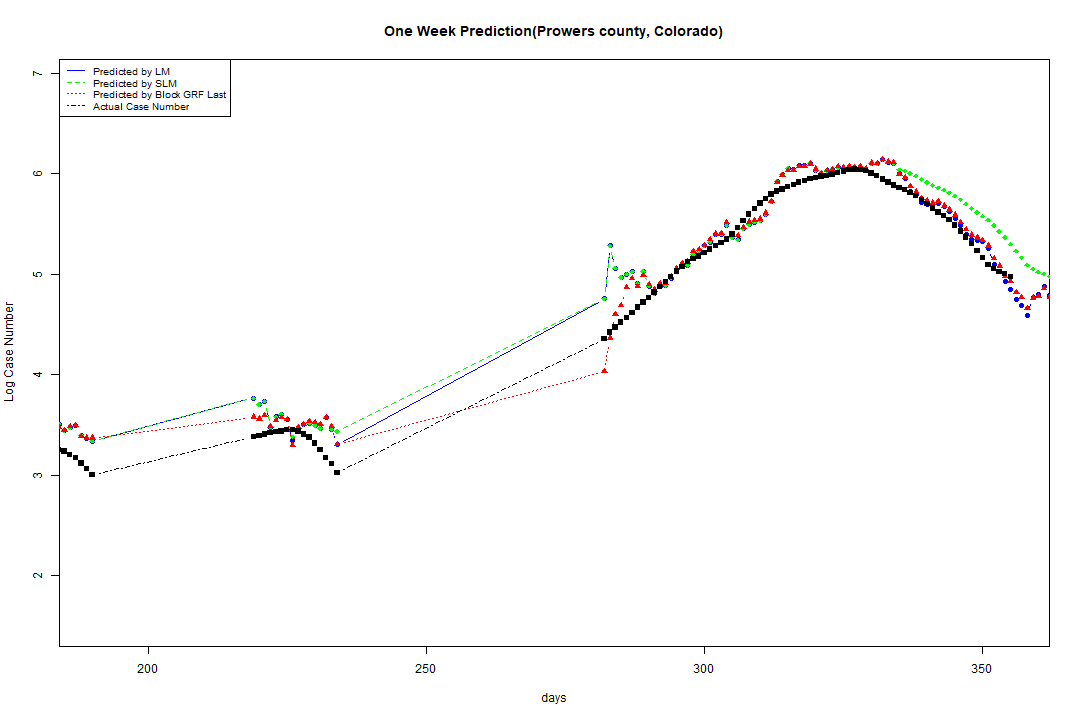 One Week Prediction(Prowers county, Colorado)
Predicted by LM
Predicted by SLM
Predicted by Block GRF Last
Actual Case Number
Log Case Number
7
6
5
4
3
2
200
250
300
350
days